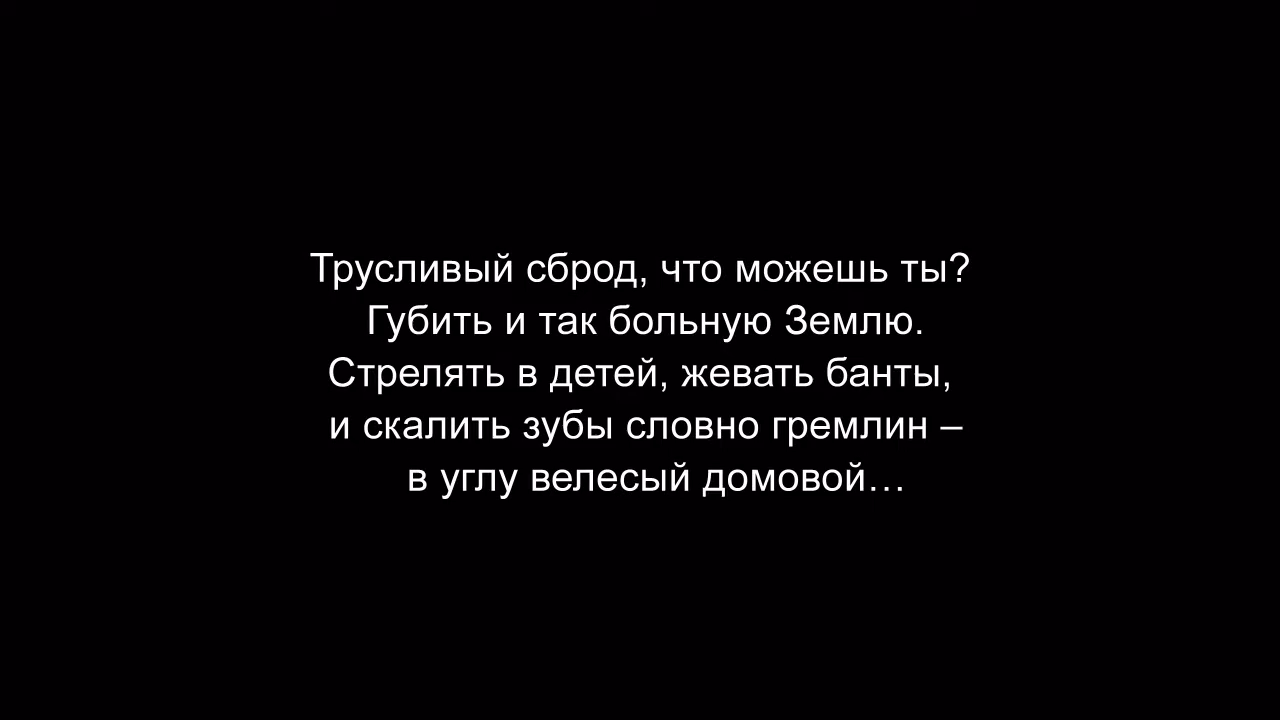 Трусливый сброд, что можешь ты?
Губить и так больную Землю.
Стрелять в детей, жевать банты,
и скалить зубы словно гремлин –
в углу велесый домовой…